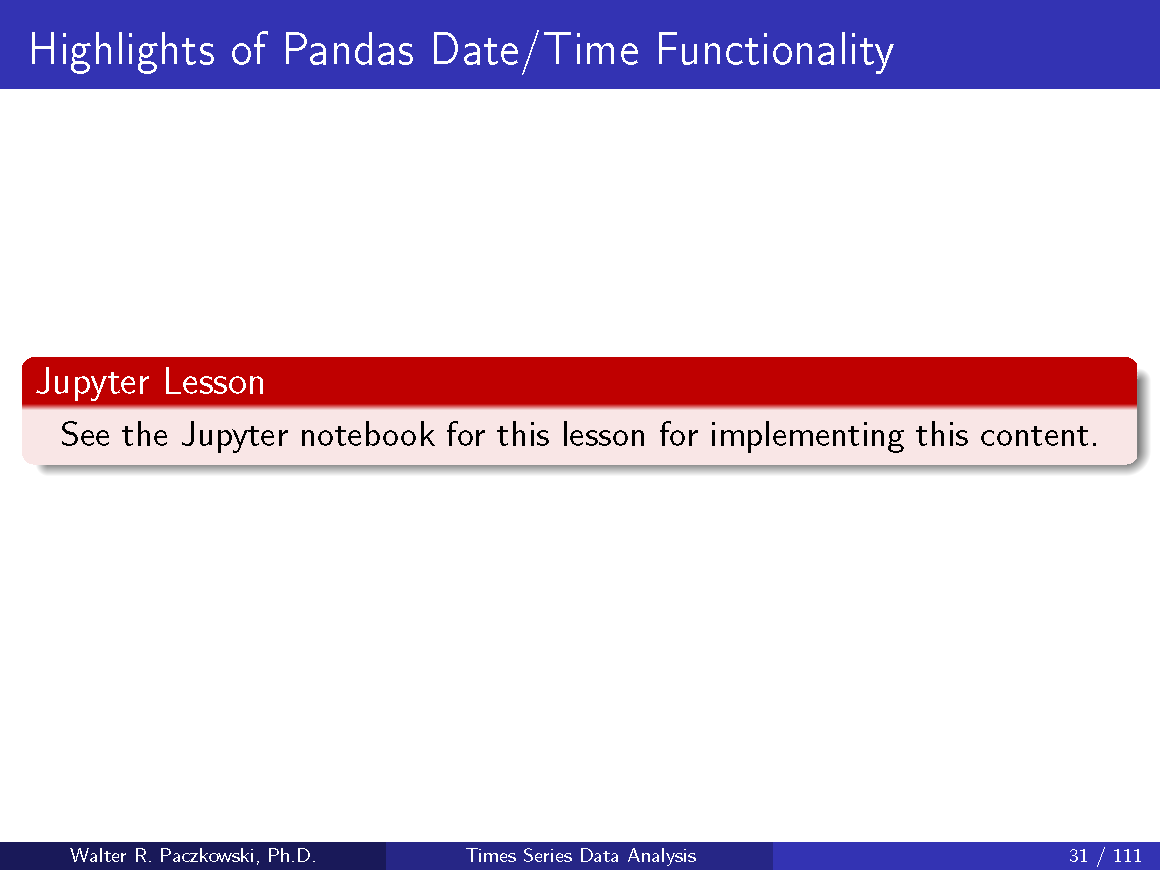 Highlights of Pandas Date/Time Functionality
Jupyter Lesson
See the Jupyter notebook for this lesson for implementing this content.
Walter R. Paczkowski, Ph.D.
Times Series Data Analysis
31 / 111